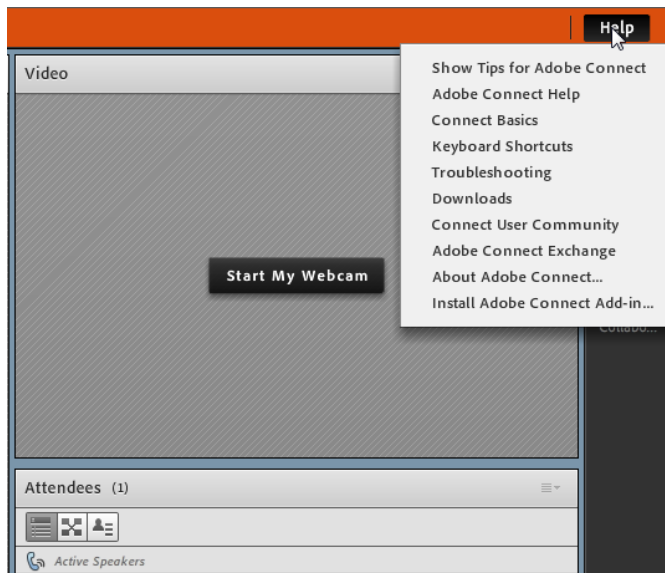 Help
Video
Show Tips for Adobe Connect
Adobe Connect Help
Connect Basics
Keyboard Shortcuts
Troubleshooting
Downloads
Connect User Community
Adobe Connect Exchange
About Adobe Connect...
Install Adobe Connect Add-in...
Start My Webcam
Collabo...
Attendees (1)
Active Speakers